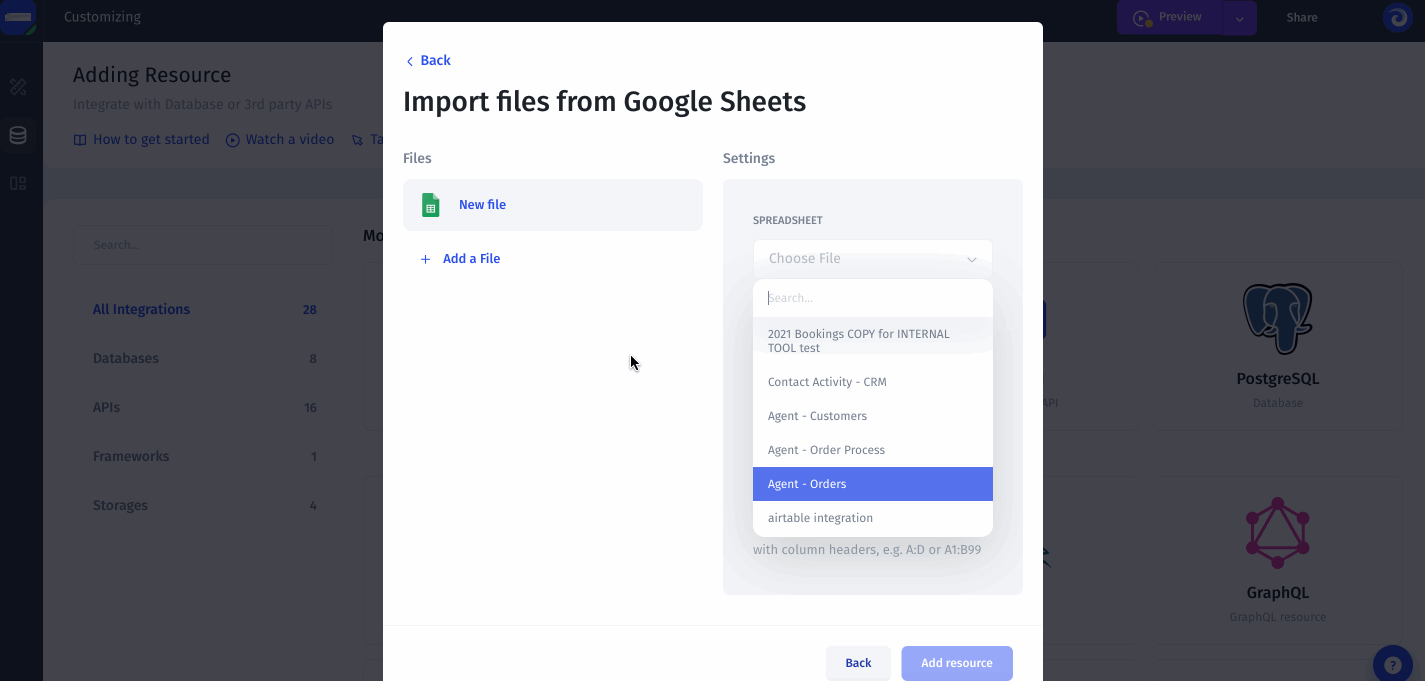 Customizing
Preview
Share
Adding Resource
Integrate with Database or 3rd party APIs
How to get started
Watch a video
Ta
Search...
Mo
All Integrations 28
Databases 8
APIs 16
Frameworks 1
Storages 4
Back
Import files from Google Sheets
Files
New file
Add a File
Settings
SPREADSHEET
Choose File
Search...
2021 Bookings COPY for INTERNAL
TOOL test
Contact Activity - CRM
Agent - Customers
Agent - Order Process
Agent - Orders
airtable integration
with column headers, e.g. A:D or A1:B99
Back
Add resource
API
PostgreSQL
Database
GraphQL
GraphQL resource
?